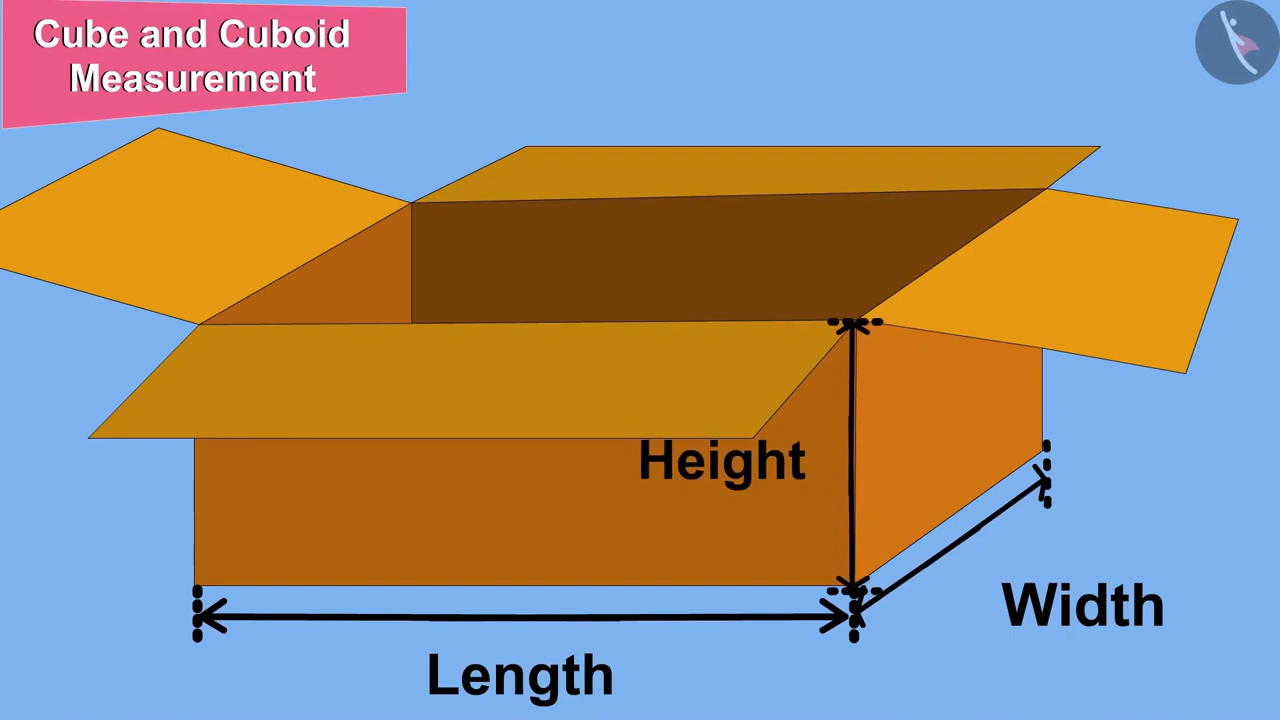 Cube and Cuboid
Measurement
Height
Width
Length